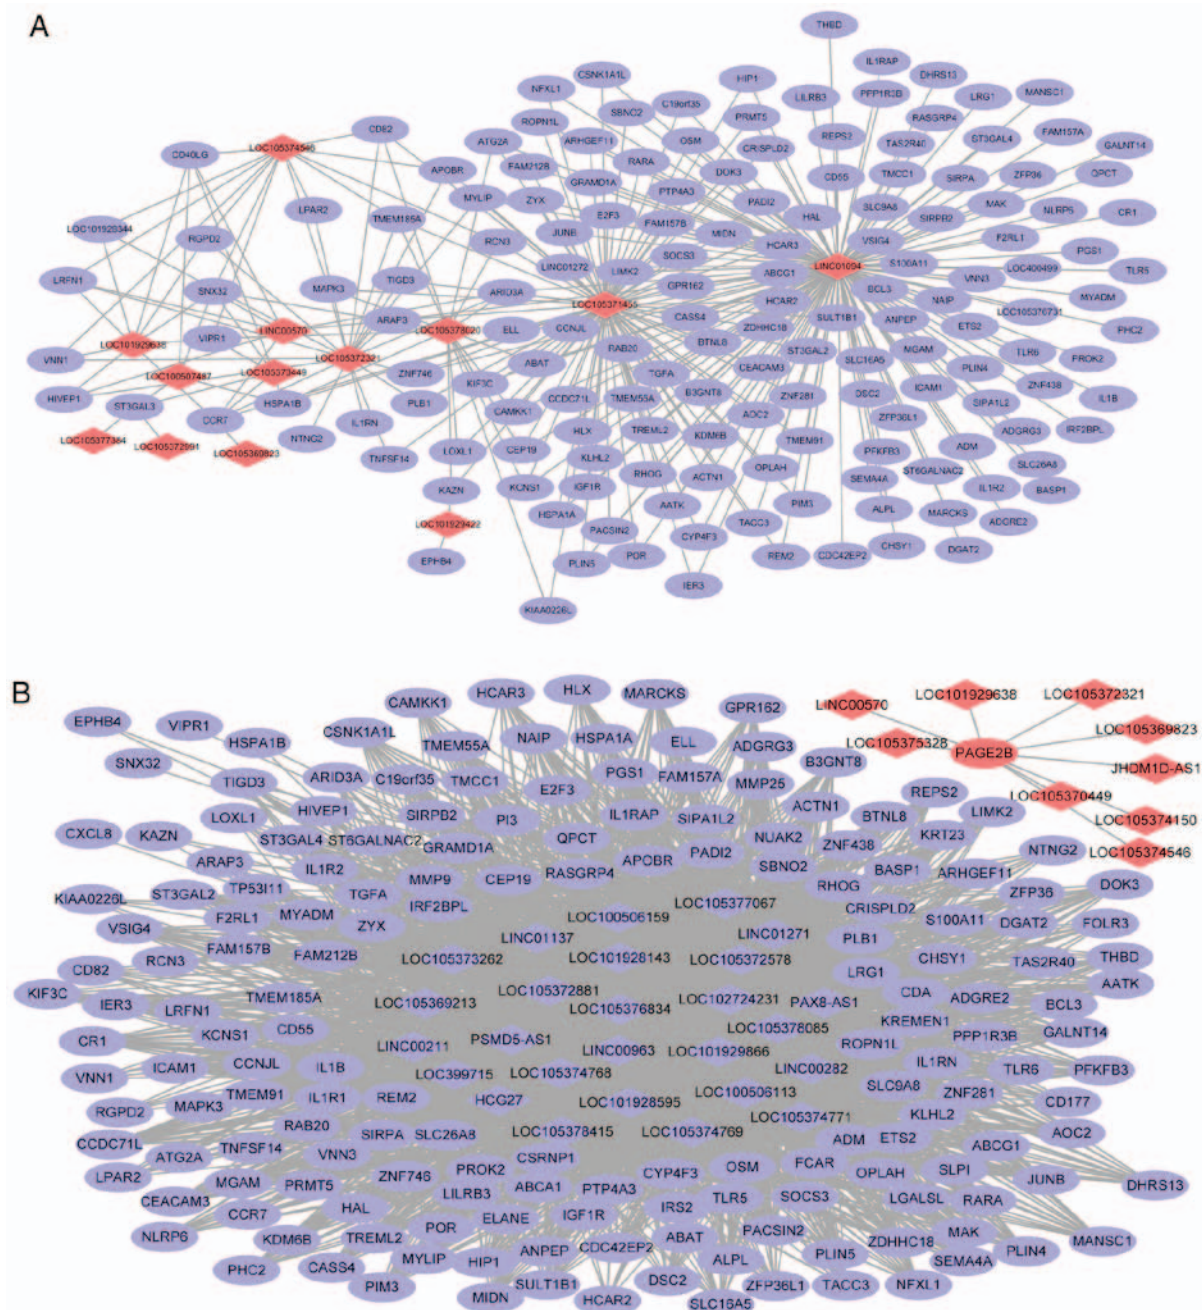 A
THBD
CSNK1A1L
IL1RAP
NFXL1
C19orf35
HIP1
DHRS13
SBNO2
LILRB3
PPP1R3B
LRG1
MANSC1
ROPN1L
PRMT5
RASGRP4
CD82
ATG2A
ARHGEF11
OSM
REPS2
ST3GAL4
FAM157A
LOC105374546
TAS2R40
CD40LG
CRISPLD2
GALNT14
APOBR
FAM212B
RARA
DOK3
CD55
TMCC1
SIRPA
ZFP36
QPCT
GRAMD1A
PTP4A3
MYLIP
ZYX
PADI2
SLC9A8
MAK
LPAR2
TMEM185A
E2F3
HAL
SIRPB2
NLRP5
CR1
LOC101928344
FAM157B
JUNB
MIDN
RGPD2
RCN3
HCAR3
VSIG4
F2RL1
SOCS3
PGS1
LINC01272
LIMK2
ABCG1
LINC01094
S100A11
LOC400499
TLR5
LRFN1
TIGD3
VNN3
SNX32
GPR162
BCL3
MAPK3
ARID3A
LOC105371455
HCAR2
NAIP
MYADM
CASS4
SULT1B1
LOC105370731
ARAP3
ANPEP
ETS2
LINC00570
LOC105378020
ELL
CCNJL
ZDHHC18
PHC2
VIPR1
BTNL8
LOC101929638
RAB20
ST3GAL2
MGAM
TLR6
PROK2
VNN1
LOC105372321
ABAT
SLC16A5
CEACAM3
PLIN4
LOC100507487
LOC105373449
ZNF746
TGFA
ZNF438
KIF3C
CCDC71L
TMEM55A
B3GNT8
DSC2
ICAM1
IL1B
HIVEP1
HSPA1B
PLB1
CAMKK1
ZNF281
SIPA1L2
ST3GAL3
AOC2
ZFP36L1
CCR7
IL1RN
HLX
TREML2
ADGRG3
IRF2BPL
NTNG2
CEP19
KDM6B
TMEM91
ADM
LOC105377384
LOC105372991
LOC105369823
TNFSF14
LOXL1
KLHL2
PFKFB3
SLC26A8
RHOG
ACTN1
OPLAH
ST6GALNAC2
KCNS1
IGF1R
SEMA4A
IL1R2
BASP1
KAZN
AATK
PIM3
HSPA1A
ALPL
MARCKS
ADGRE2
LOC101929422
PACSIN2
TACC3
CYP4F3
EPHB4
PLIN5
POR
REM2
CDC42EP2
CHSY1
DGAT2
IER3
KIAA0226L
B
HCAR3
HLX
MARCKS
LINC00570
LOC101929638
LOC105372321
CAMKK1
GPR162
EPHB4
VIPR1
CSNK1A1L
NAIP
HSPA1A
ELL
LOC105375328
LOC105369823
HSPA1B
TMEM55A
ADGRG3
PAGE2B
SNX32
B3GNT8
JHDM1D-AS1
ARID3A
C19orf35
TMCC1
PGS1
FAM157A
TIGD3
E2F3
MMP25
REPS2
LOC105370449
HIVEP1
SIRPB2
IL1RAP
ACTN1
LOXL1
PI3
SIPA1L2
BTNL8
LIMK2
LOC105374150
CXCL8
KAZN
ST3GAL4
ST6GALNAC2
GRAMD1A
QPCT
NUAK2
ZNF438
KRT23
LOC105374546
ARAP3
PADI2
NTNG2
APOBR
SBNO2
IL1R2
RASGRP4
BASP1
ARHGEF11
KIAA0226L
ST3GAL2
TP53I11
TGFA
MMP9
CEP19
RHOG
ZFP36
DOK3
MYADM
IRF2BPL
CRISPLD2
F2RL1
LOC105377067
S100A11
DGAT2
FOLR3
VSIG4
ZYX
LOC100506159
FAM157B
LINC01137
LINC01271
PLB1
RCN3
FAM212B
LOC105373262
LOC101928143
LOC105372578
CHSY1
TAS2R40
THBD
CD82
LRG1
AATK
KIF3C
TMEM185A
LOC105372881
CDA
IER3
LRFN1
LOC105369213
LOC102724231
PAX8-AS1
ADGRE2
BCL3
LOC105376834
KREMEN1
CD55
LOC105378085
PPP1R3B
GALNT14
CR1
KCNS1
PSMD5-AS1
ROPN1L
LINC00211
LINC00963
LOC101929866
IL1RN
CCNJL
IL1B
LOC399715
LOC105374768
LINC00282
TLR6
PFKFB3
VNN1
ICAM1
SLC9A8
TMEM91
IL1R1
REM2
HCG27
LOC100506113
ZNF281
CD177
RGPD2
MAPK3
LOC101928595
LOC105374771
KLHL2
RAB20
LOC105378415
LOC105374769
AOC2
CCDC71L
TNFSF14
SIRPA
SLC26A8
ADM
ETS2
ABCG1
VNN3
CSRNP1
ATG2A
LPAR2
ZNF746
PROK2
CYP4F3
OSM
FCAR
OPLAH
SLPI
JUNB
DHRS13
MGAM
PRMT5
LILRB3
ABCA1
PTP4A3
TLR5
SOCS3
LGALSL
RARA
CEACAM3
CCR7
HAL
ELANE
IGF1R
IRS2
NLRP6
POR
PACSIN2
MAK
MANSC1
KDM6B
TREML2
ABAT
ZDHHC18
MYLIP
HIP1
ANPEP
CDC42EP2
ALPL
PLIN5
SEMA4A
PLIN4
PHC2
CASS4
PIM3
SULT1B1
DSC2
ZFP36L1
TACC3
NFXL1
MIDN
HCAR2
SLC16A5